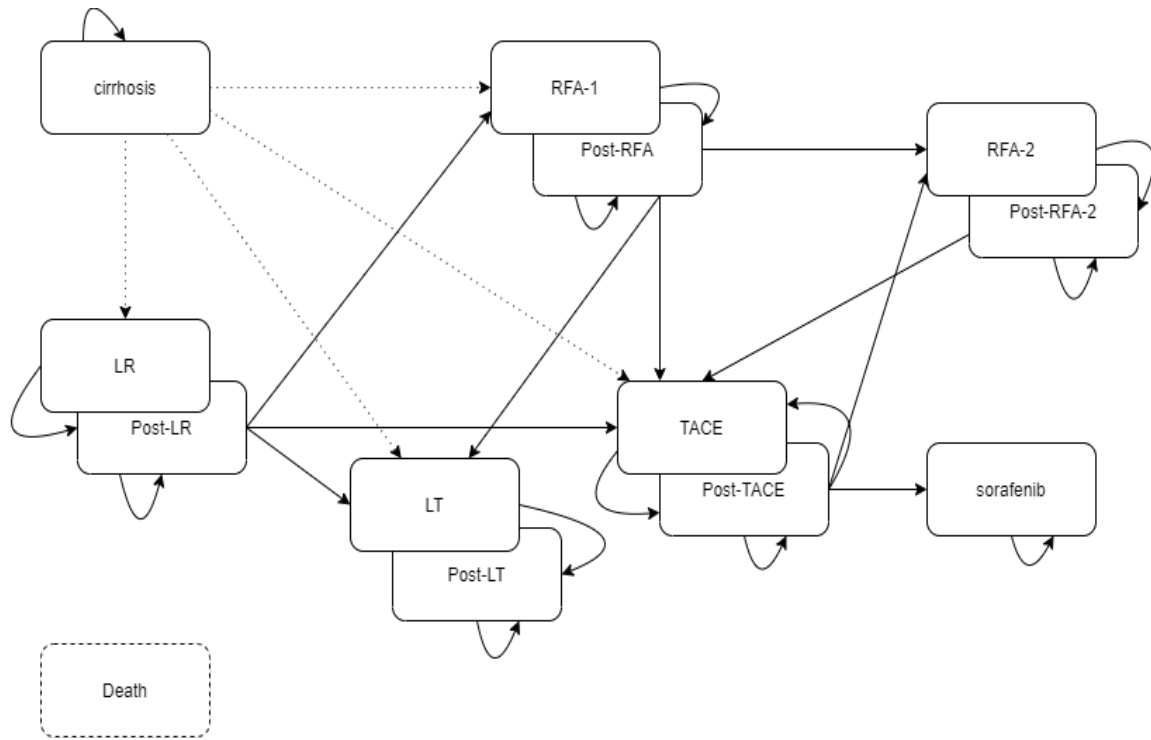 cirrhosis
RFA-1
Post-RFA
RFA-2
Post-RFA-2
LR
Post-LR
TACE
Post-TACE
sorafenib
LT
Post-LT
Death